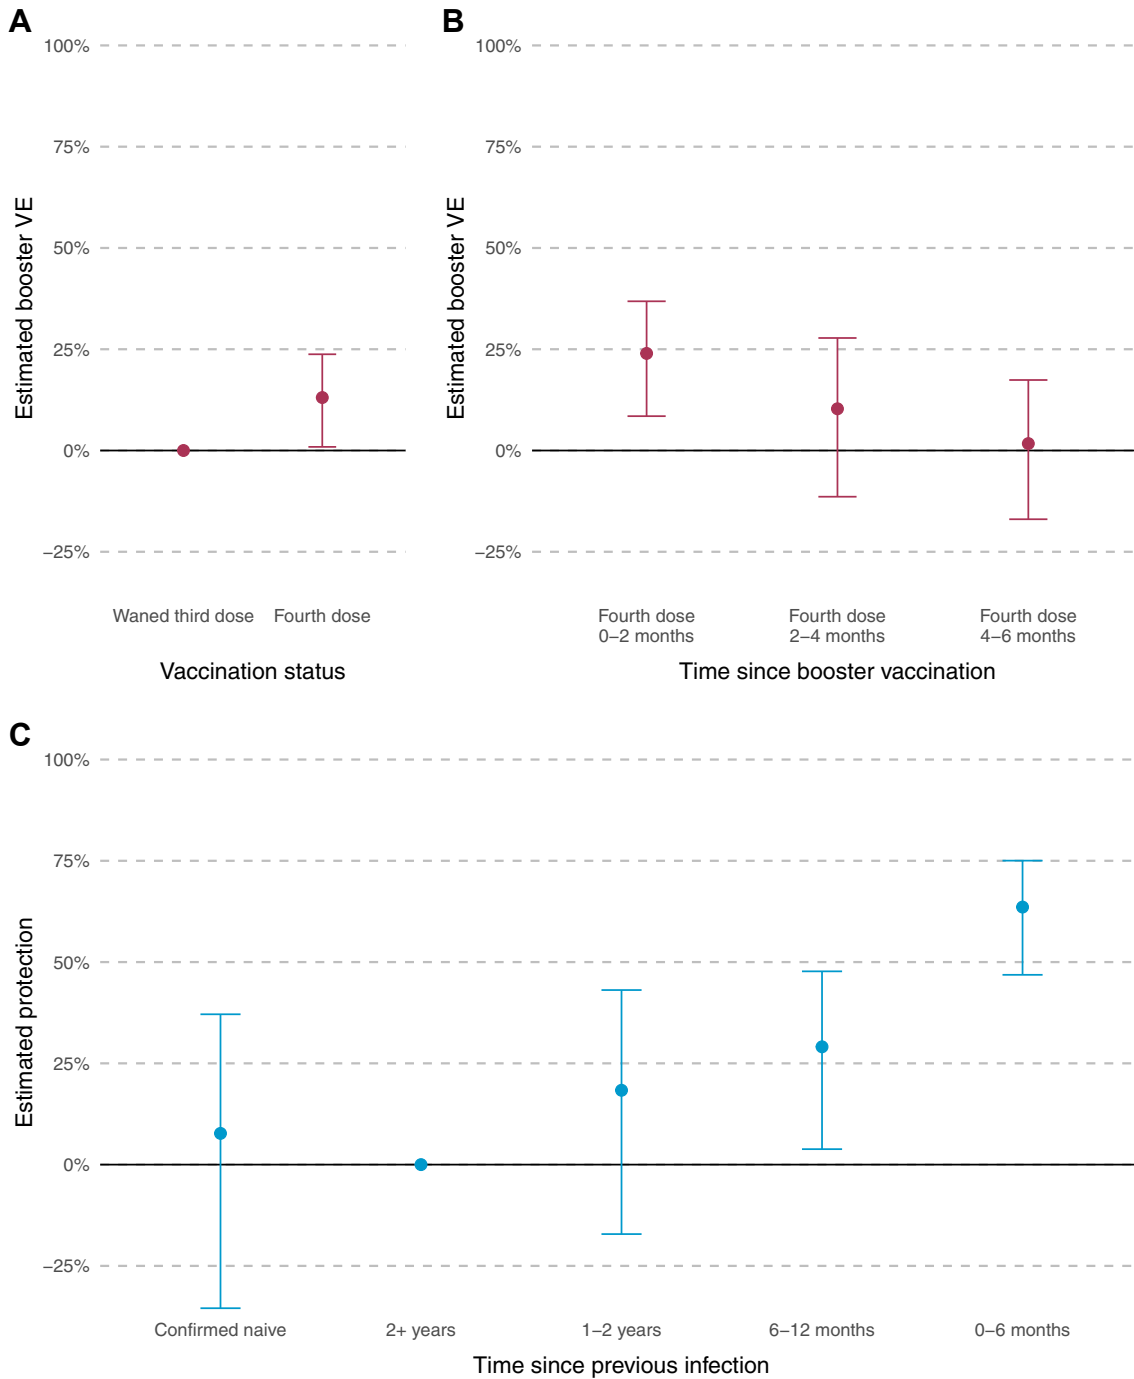 A
100%
75%
50%
25%
0%
−25%
Estimated booster VE
Waned third dose
Fourth dose
Vaccination status
B
100%
75%
50%
25%
0%
−25%
Estimated booster VE
Fourth dose
0−2 months
Fourth dose
2−4 months
Fourth dose
4−6 months
Time since booster vaccination
C
100%
75%
50%
25%
0%
−25%
Estimated protection
Confirmed naive
2+ years
1−2 years
6−12 months
0−6 months
Time since previous infection